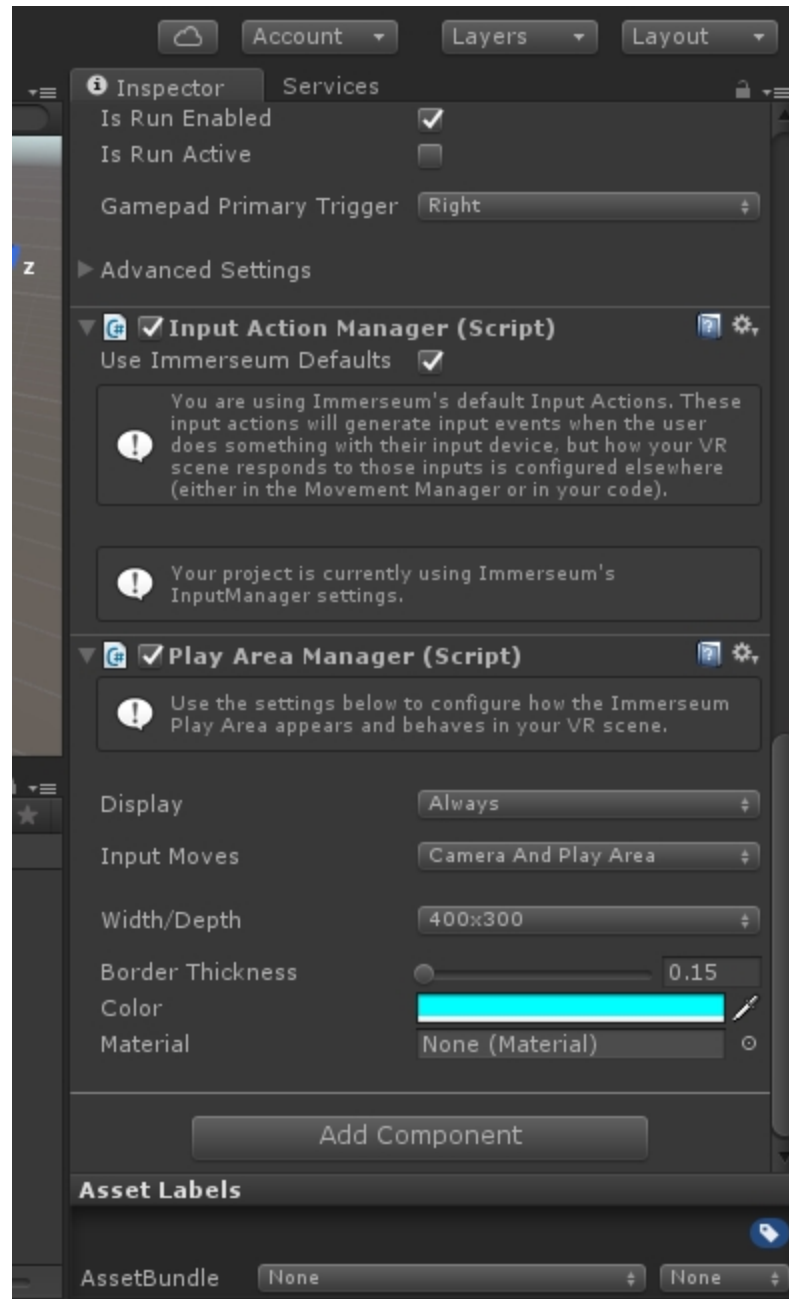 Account
Layers
Layout
Inspector
Services
Is Run Enabled
Is Run Active
Gamepad Primary Trigger
Right
z
Advanced Settings
Input Action Manager (Script)
Use Immerseum Defaults
You are using Immerseum's default Input Actions. These
input actions will generate input events when the user
does something with their input device, but how your VR
scene responds to those inputs is configured elsewhere
(either in the Movement Manager or in your code).
Your project is currently using Immerseum's
InputManager settings.
Play Area Manager (Script)
Use the settings below to configure how the Immerseum
Play Area appears and behaves in your VR scene.
Display
Always
Input Moves
Camera And Play Area
Width/Depth
400x300
Border Thickness
0.15
Color
Material
None (Material)
Add Component
Asset Labels
AssetBundle
None
None